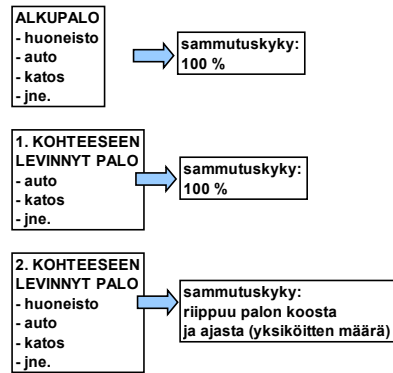 ALKUPALO
- huoneisto
- auto
- katos
- jne.
sammutuskyky:
100 %
1. KOHTEESEEN
LEVINNYT PALO
- auto
- katos
- jne.
sammutuskyky:
100 %
2. KOHTEESEEN
LEVINNYT PALO
- huoneisto
- auto
- katos
- jne.
sammutuskyky:
riippuu palon koosta
ja ajasta (yksiköitten määrä)